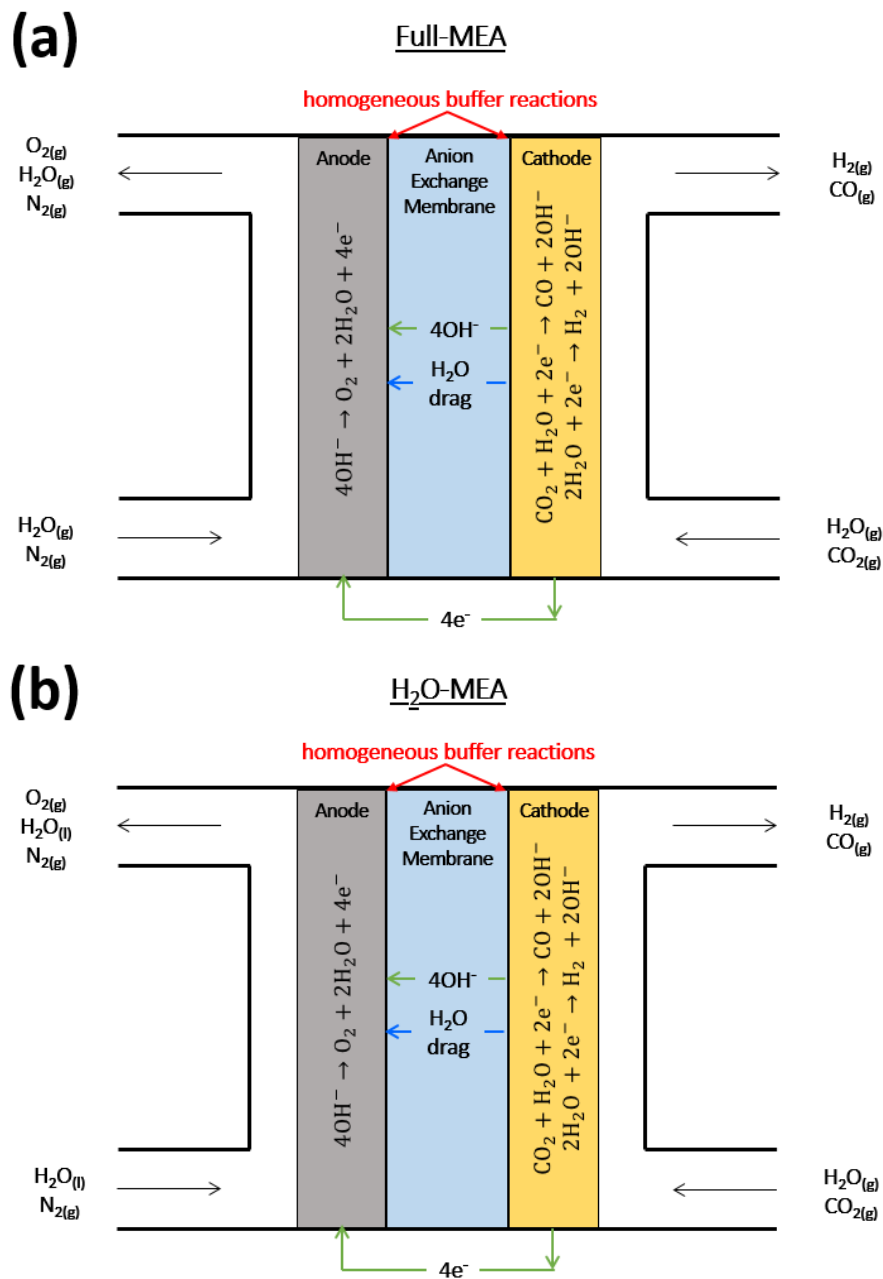 (a)
Full-MEA
homogeneous buffer reactions
O₂(g)
H₂O(g)
N₂(g)
Anode
Anion
Exchange
Membrane
Cathode
H₂(g)
CO(g)
4OH⁻ → O₂ + 2H₂O + 4e⁻
4OH⁻
H₂O
drag
CO₂ + H₂O + 2e⁻ → CO + 2OH⁻
2H₂O + 2e⁻ → H₂ + 2OH⁻
H₂O(g)
N₂(g)
H₂O(g)
CO₂(g)
4e⁻
(b)
H₂O-MEA
homogeneous buffer reactions
O₂(g)
H₂O(l)
N₂(g)
Anode
Anion
Exchange
Membrane
Cathode
H₂(g)
CO(g)
4OH⁻ → O₂ + 2H₂O + 4e⁻
4OH⁻
H₂O
drag
CO₂ + H₂O + 2e⁻ → CO + 2OH⁻
2H₂O + 2e⁻ → H₂ + 2OH⁻
H₂O(l)
N₂(g)
H₂O(g)
CO₂(g)
4e⁻